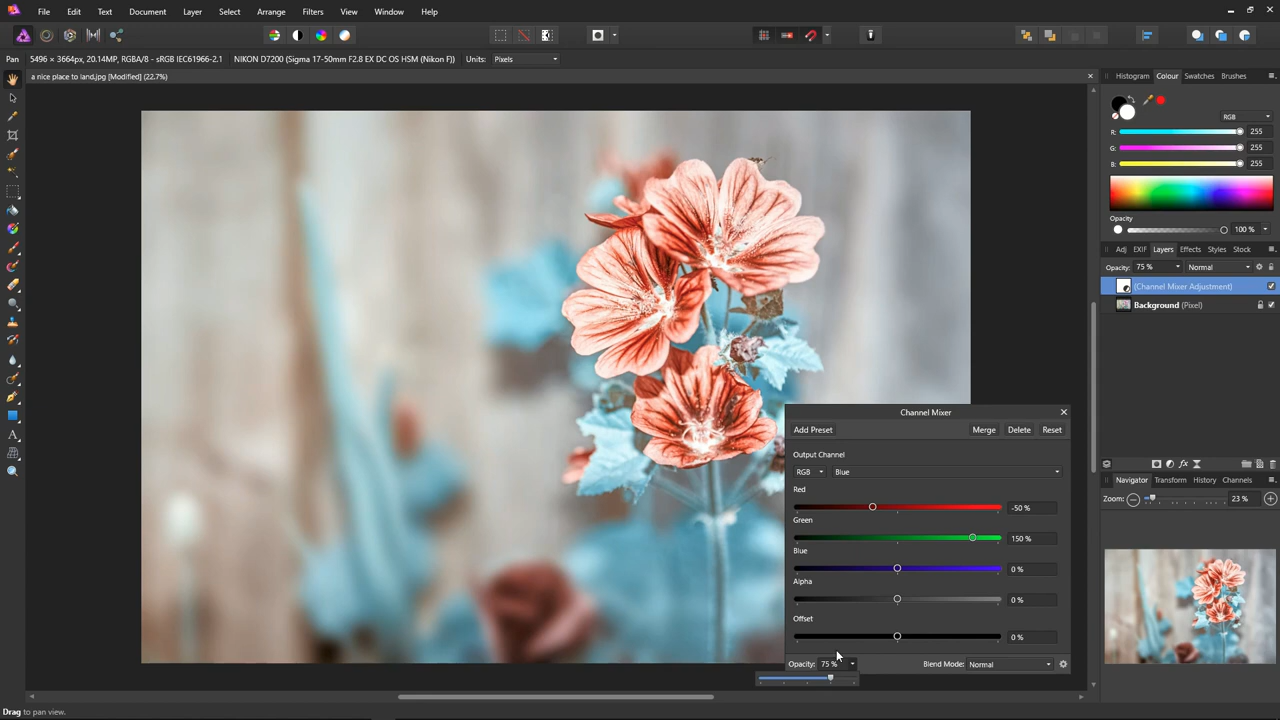 File Edit Text Document Layer Select Arrange Filters View Window Help
Pan 5496 × 3664px, 20.14MP, RGBA/8 - sRGB IEC61966-2.1 NIKON D7200 (Sigma 17-50mm F2.8 EX DC OS HSM (Nikon F)) Units: Pixels
a nice place to land.jpg [Modified] (22.7%)
Histogram Colour Swatches Brushes
RGB
R: 255
G: 255
B: 255
Opacity
100 %
Adj EXIF Layers Effects Styles Stock
Opacity: 75 % Normal
(Channel Mixer Adjustment)
Background (Pixel)
Channel Mixer
Add Preset Merge Delete Reset
Output Channel
RGB Blue
Red
-50 %
Green
150 %
Blue
0 %
Alpha
0 %
Offset
0 %
Opacity: 75 % Blend Mode: Normal
Navigator Transform History Channels
Zoom: 23 %
A
Drag to pan view.